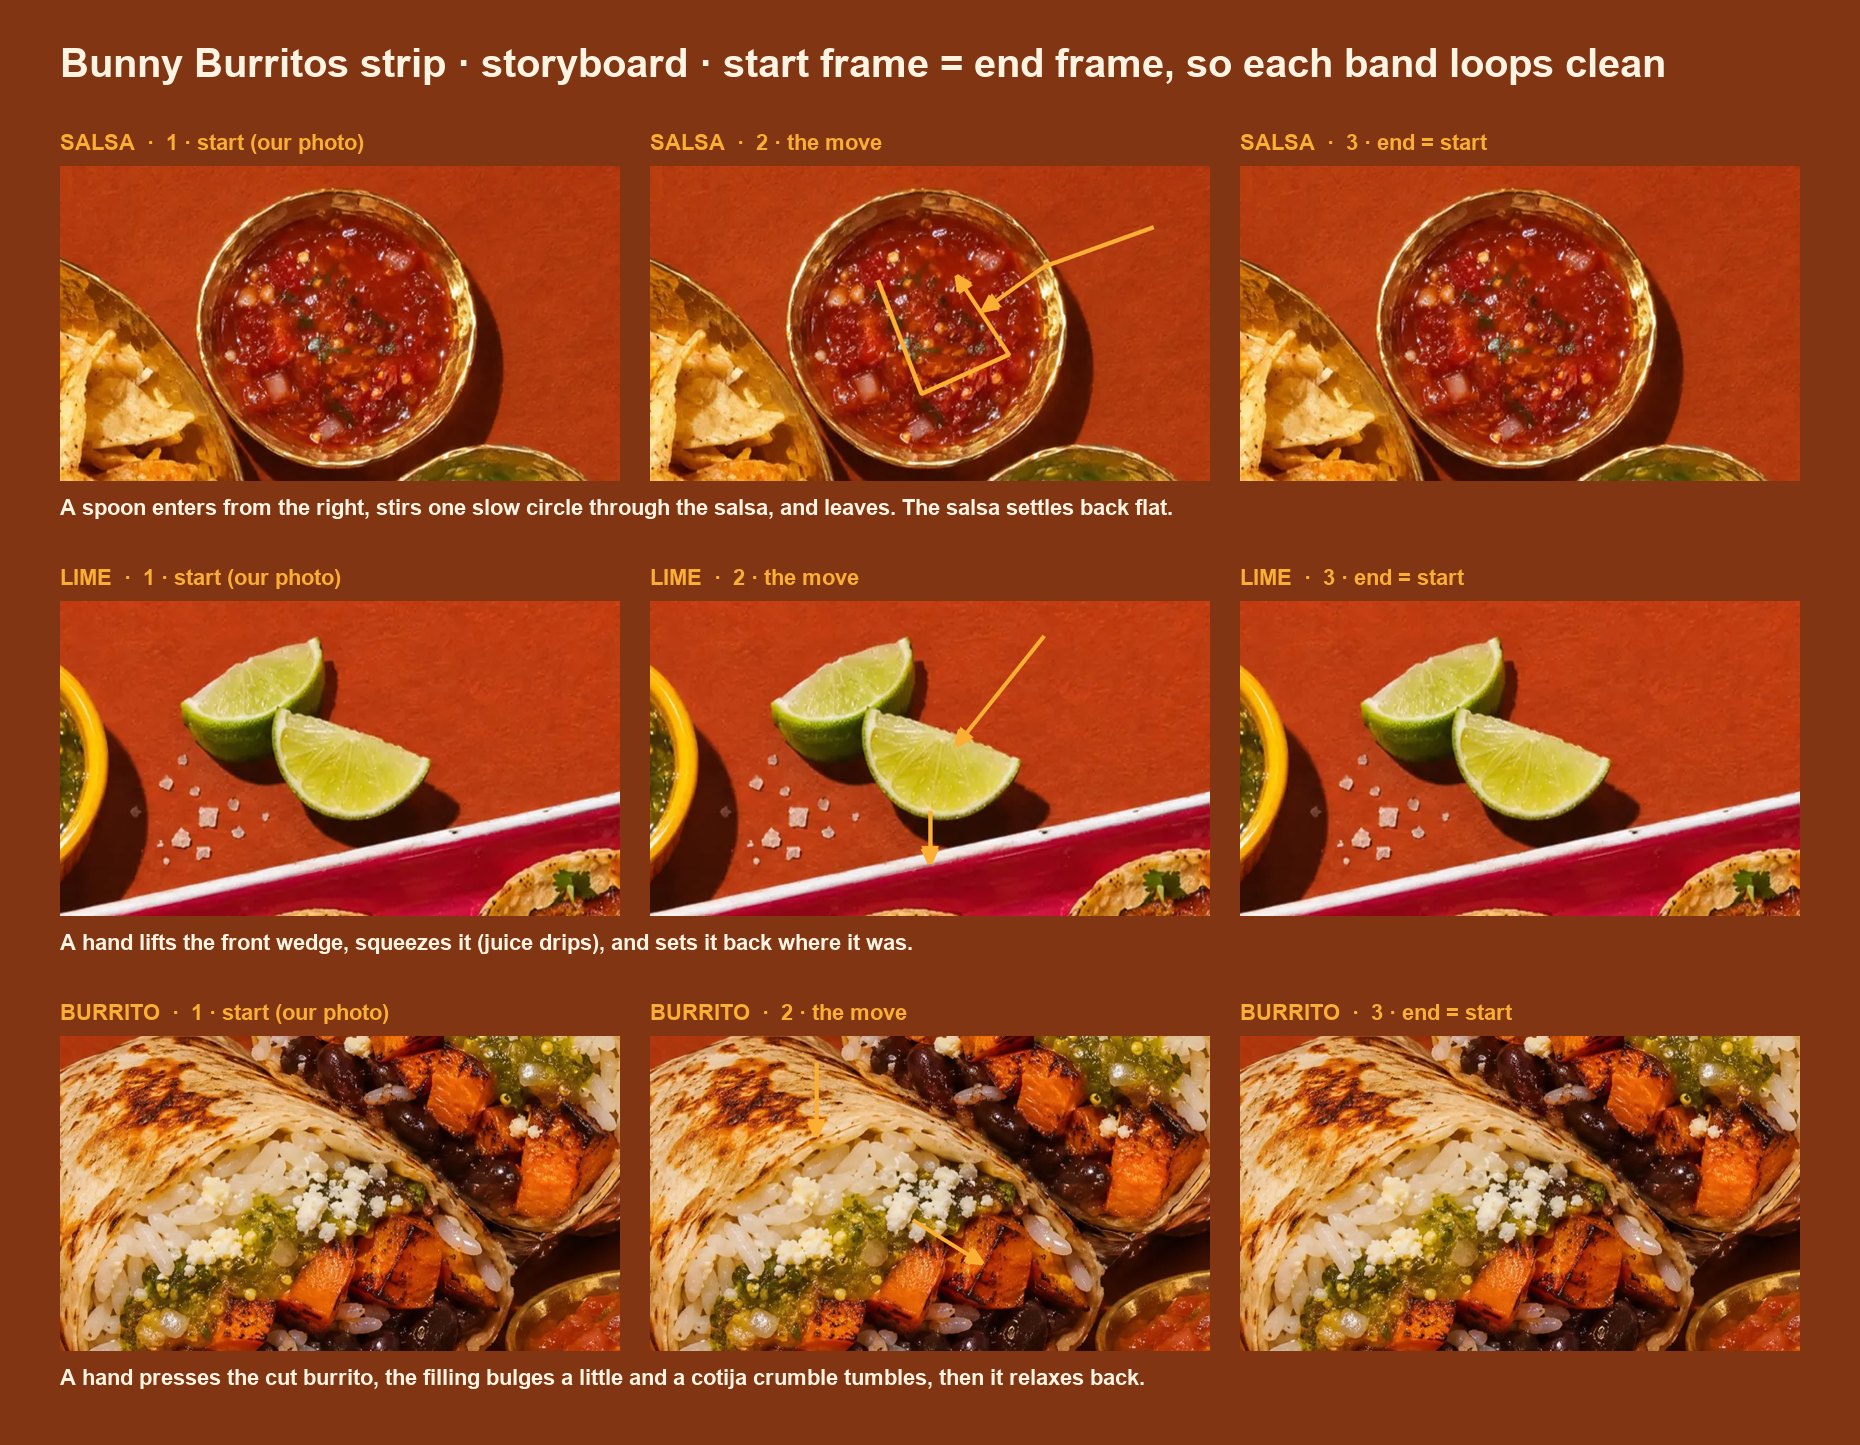 Bunny Burritos strip · storyboard · start frame = end frame, so each band loops clean
SALSA · 1 · start (our photo)
SALSA · 2 · the move
SALSA · 3 · end = start
A spoon enters from the right, stirs one slow circle through the salsa, and leaves. The salsa settles back flat.
LIME · 1 · start (our photo)
LIME · 2 · the move
LIME · 3 · end = start
A hand lifts the front wedge, squeezes it (juice drips), and sets it back where it was.
BURRITO · 1 · start (our photo)
BURRITO · 2 · the move
BURRITO · 3 · end = start
A hand presses the cut burrito, the filling bulges a little and a cotija crumble tumbles, then it relaxes back.